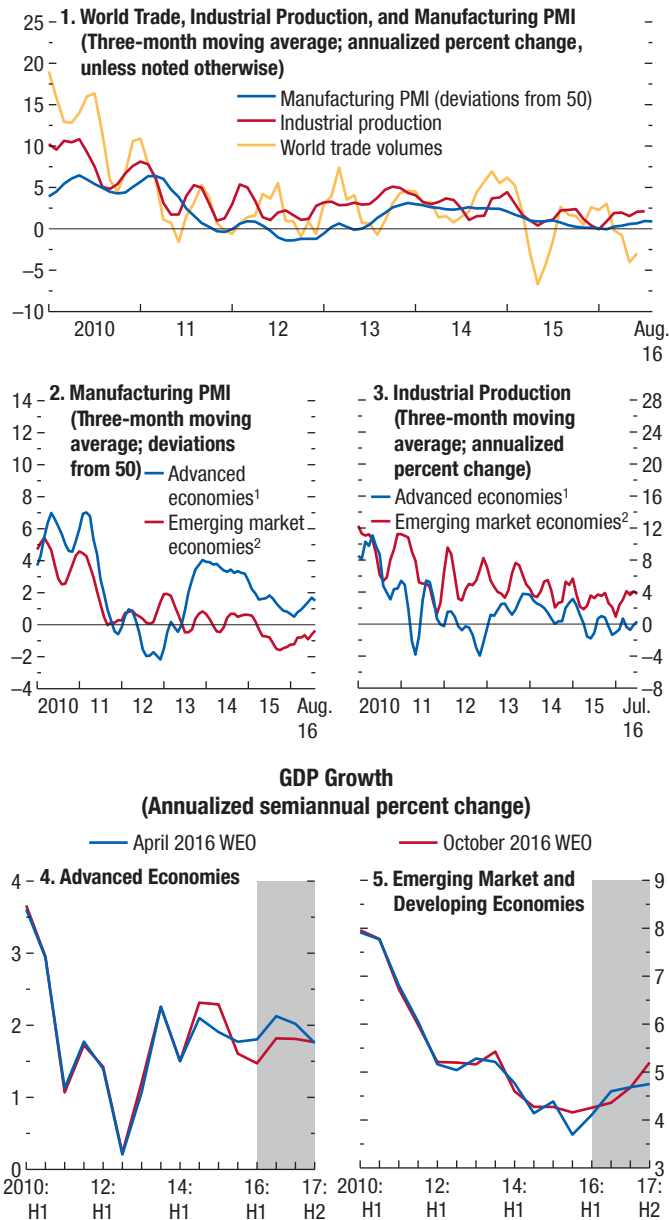 1. World Trade, Industrial Production, and Manufacturing PMI
(Three-month moving average; annualized percent change,
unless noted otherwise)
Manufacturing PMI (deviations from 50)
Industrial production
World trade volumes
25
20
15
10
5
0
–5
–10
2010
11
12
13
14
15
Aug.
16
2. Manufacturing PMI
(Three-month moving
average; deviations
from 50)
Advanced
economies1
Emerging market
economies2
14
12
10
8
6
4
2
0
–2
–4
2010
11
12
13
14
15
Aug.
16
3. Industrial Production
(Three-month moving
average; annualized
percent change)
Advanced economies1
Emerging market economies2
28
24
20
16
12
8
4
0
–4
–8
2010
11
12
13
14
15
Jul.
16
GDP Growth
(Annualized semiannual percent change)
April 2016 WEO
October 2016 WEO
4. Advanced Economies
4
3
2
1
0
2010:
H1
12:
H1
14:
H1
16:
H1
17:
H2
5. Emerging Market and
Developing Economies
9
8
7
6
5
4
3
2010:
H1
12:
H1
14:
H1
16:
H1
17:
H2